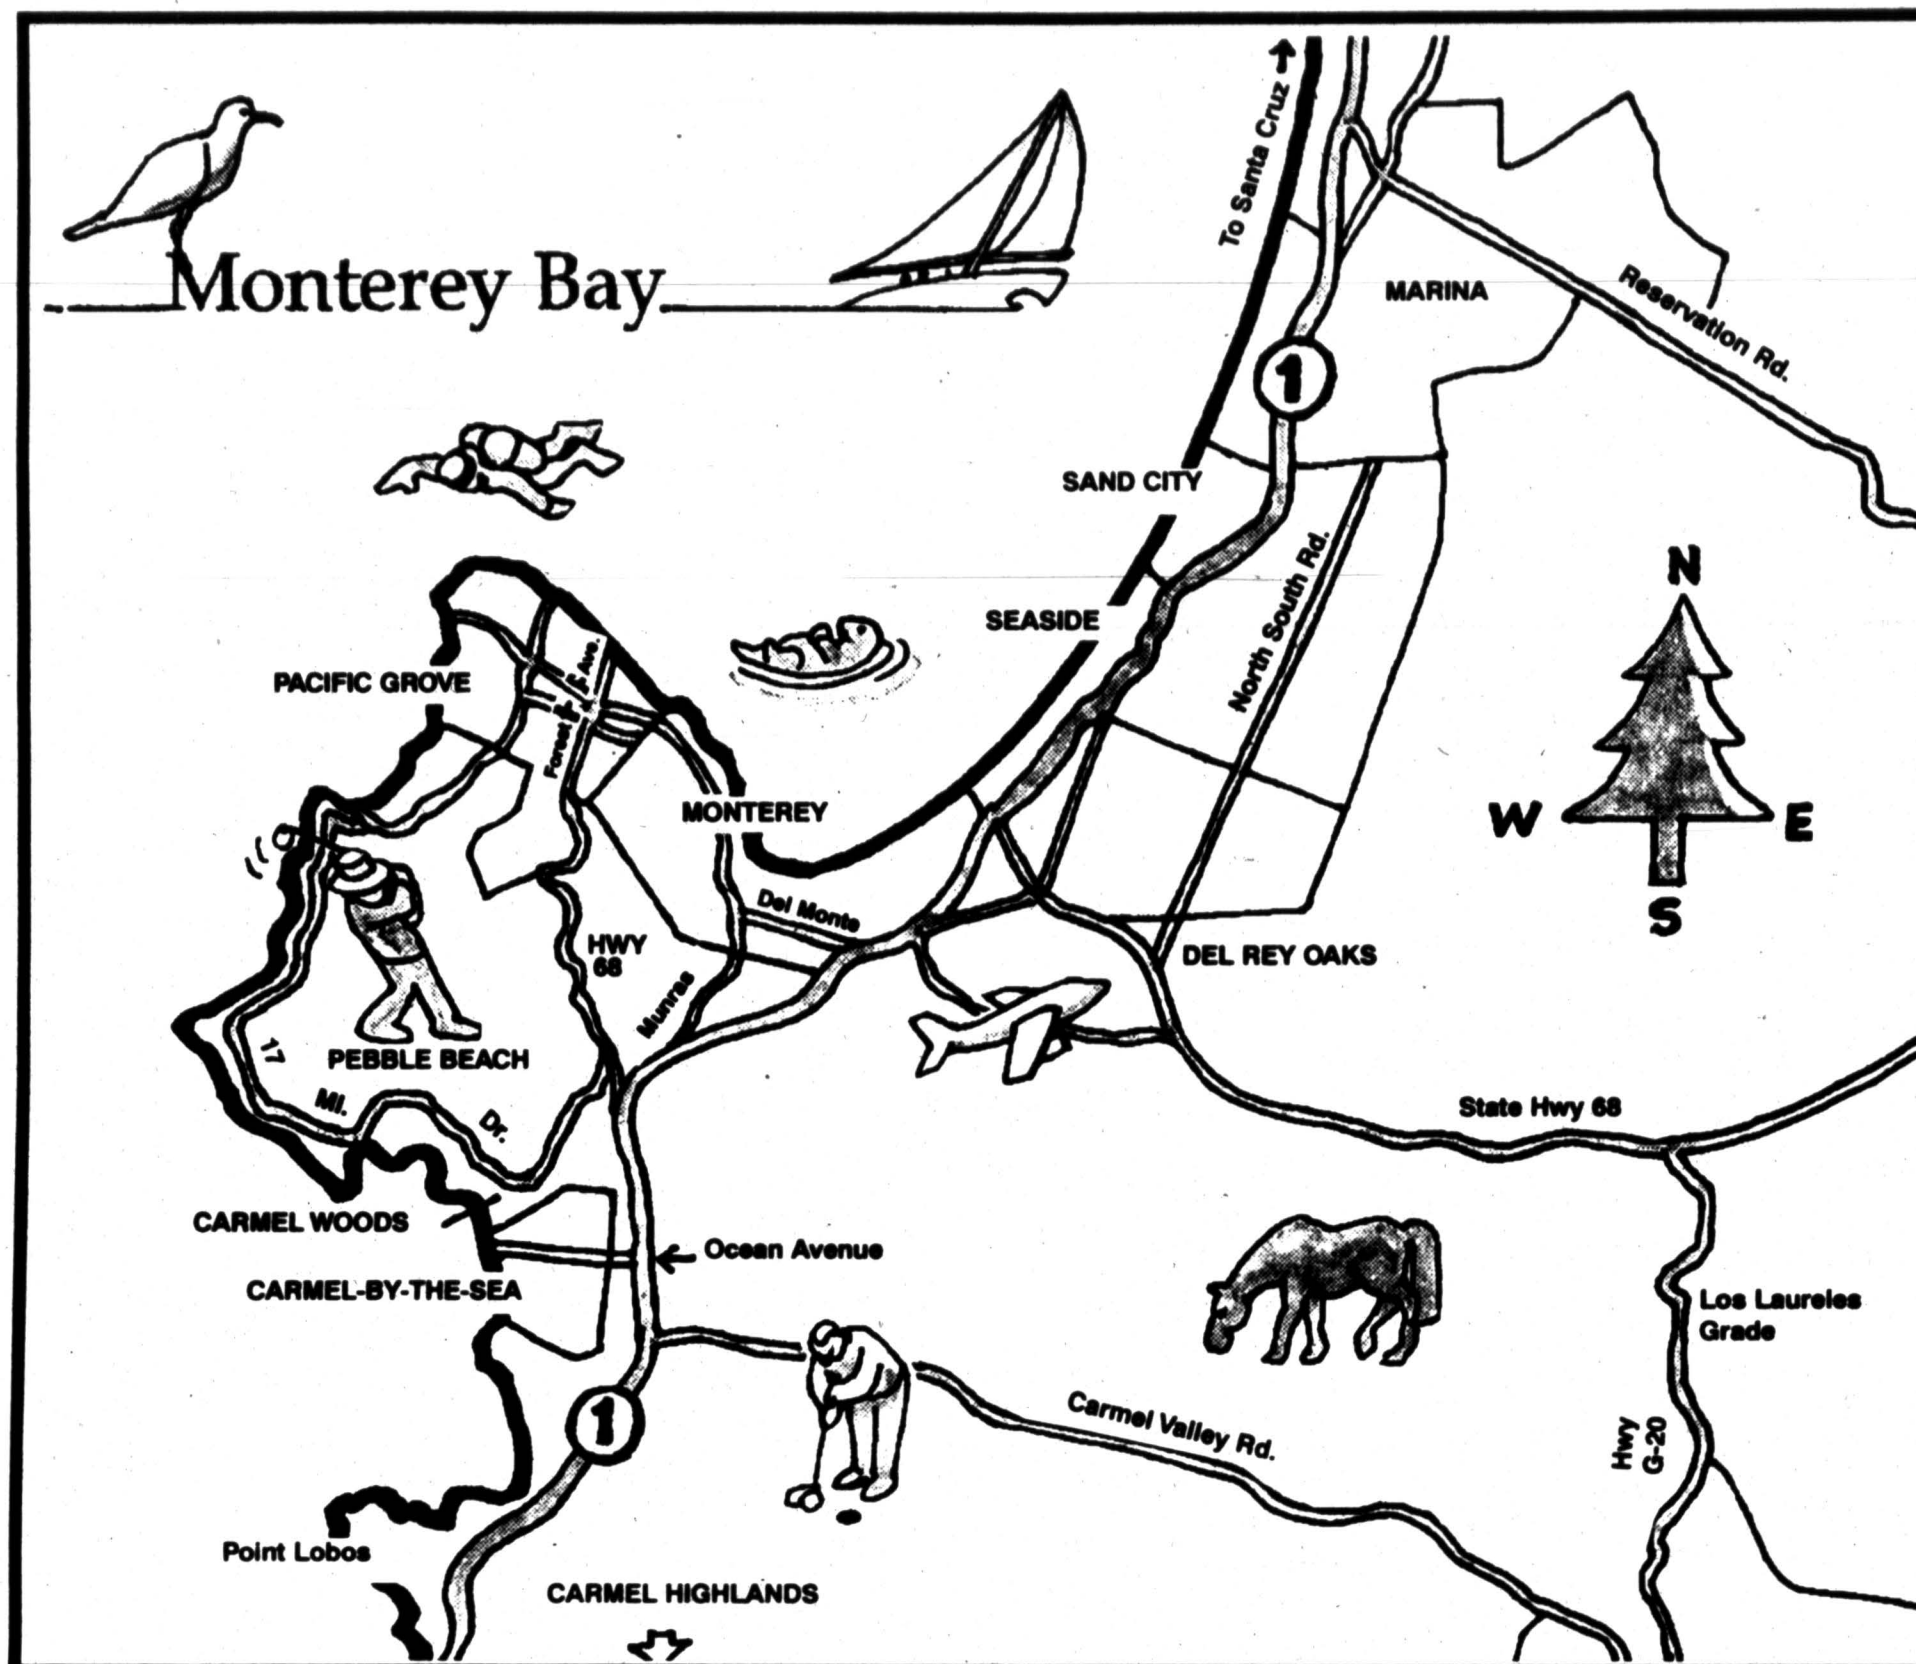 To Santa Cruz
Monterey Bay
MARINA
Reservation Rd.
1
SAND CITY
North South Rd.
N
SEASIDE
PACIFIC GROVE
Forest Ave.
MONTEREY
W
E
S
Del Monte
HWY
68
DEL REY OAKS
Munras
17
Mi.
Dr.
PEBBLE BEACH
State Hwy 68
CARMEL WOODS
Ocean Avenue
CARMEL-BY-THE-SEA
Los Laureles
Grade
1
Carmel Valley Rd.
Hwy
G-20
Point Lobos
CARMEL HIGHLANDS